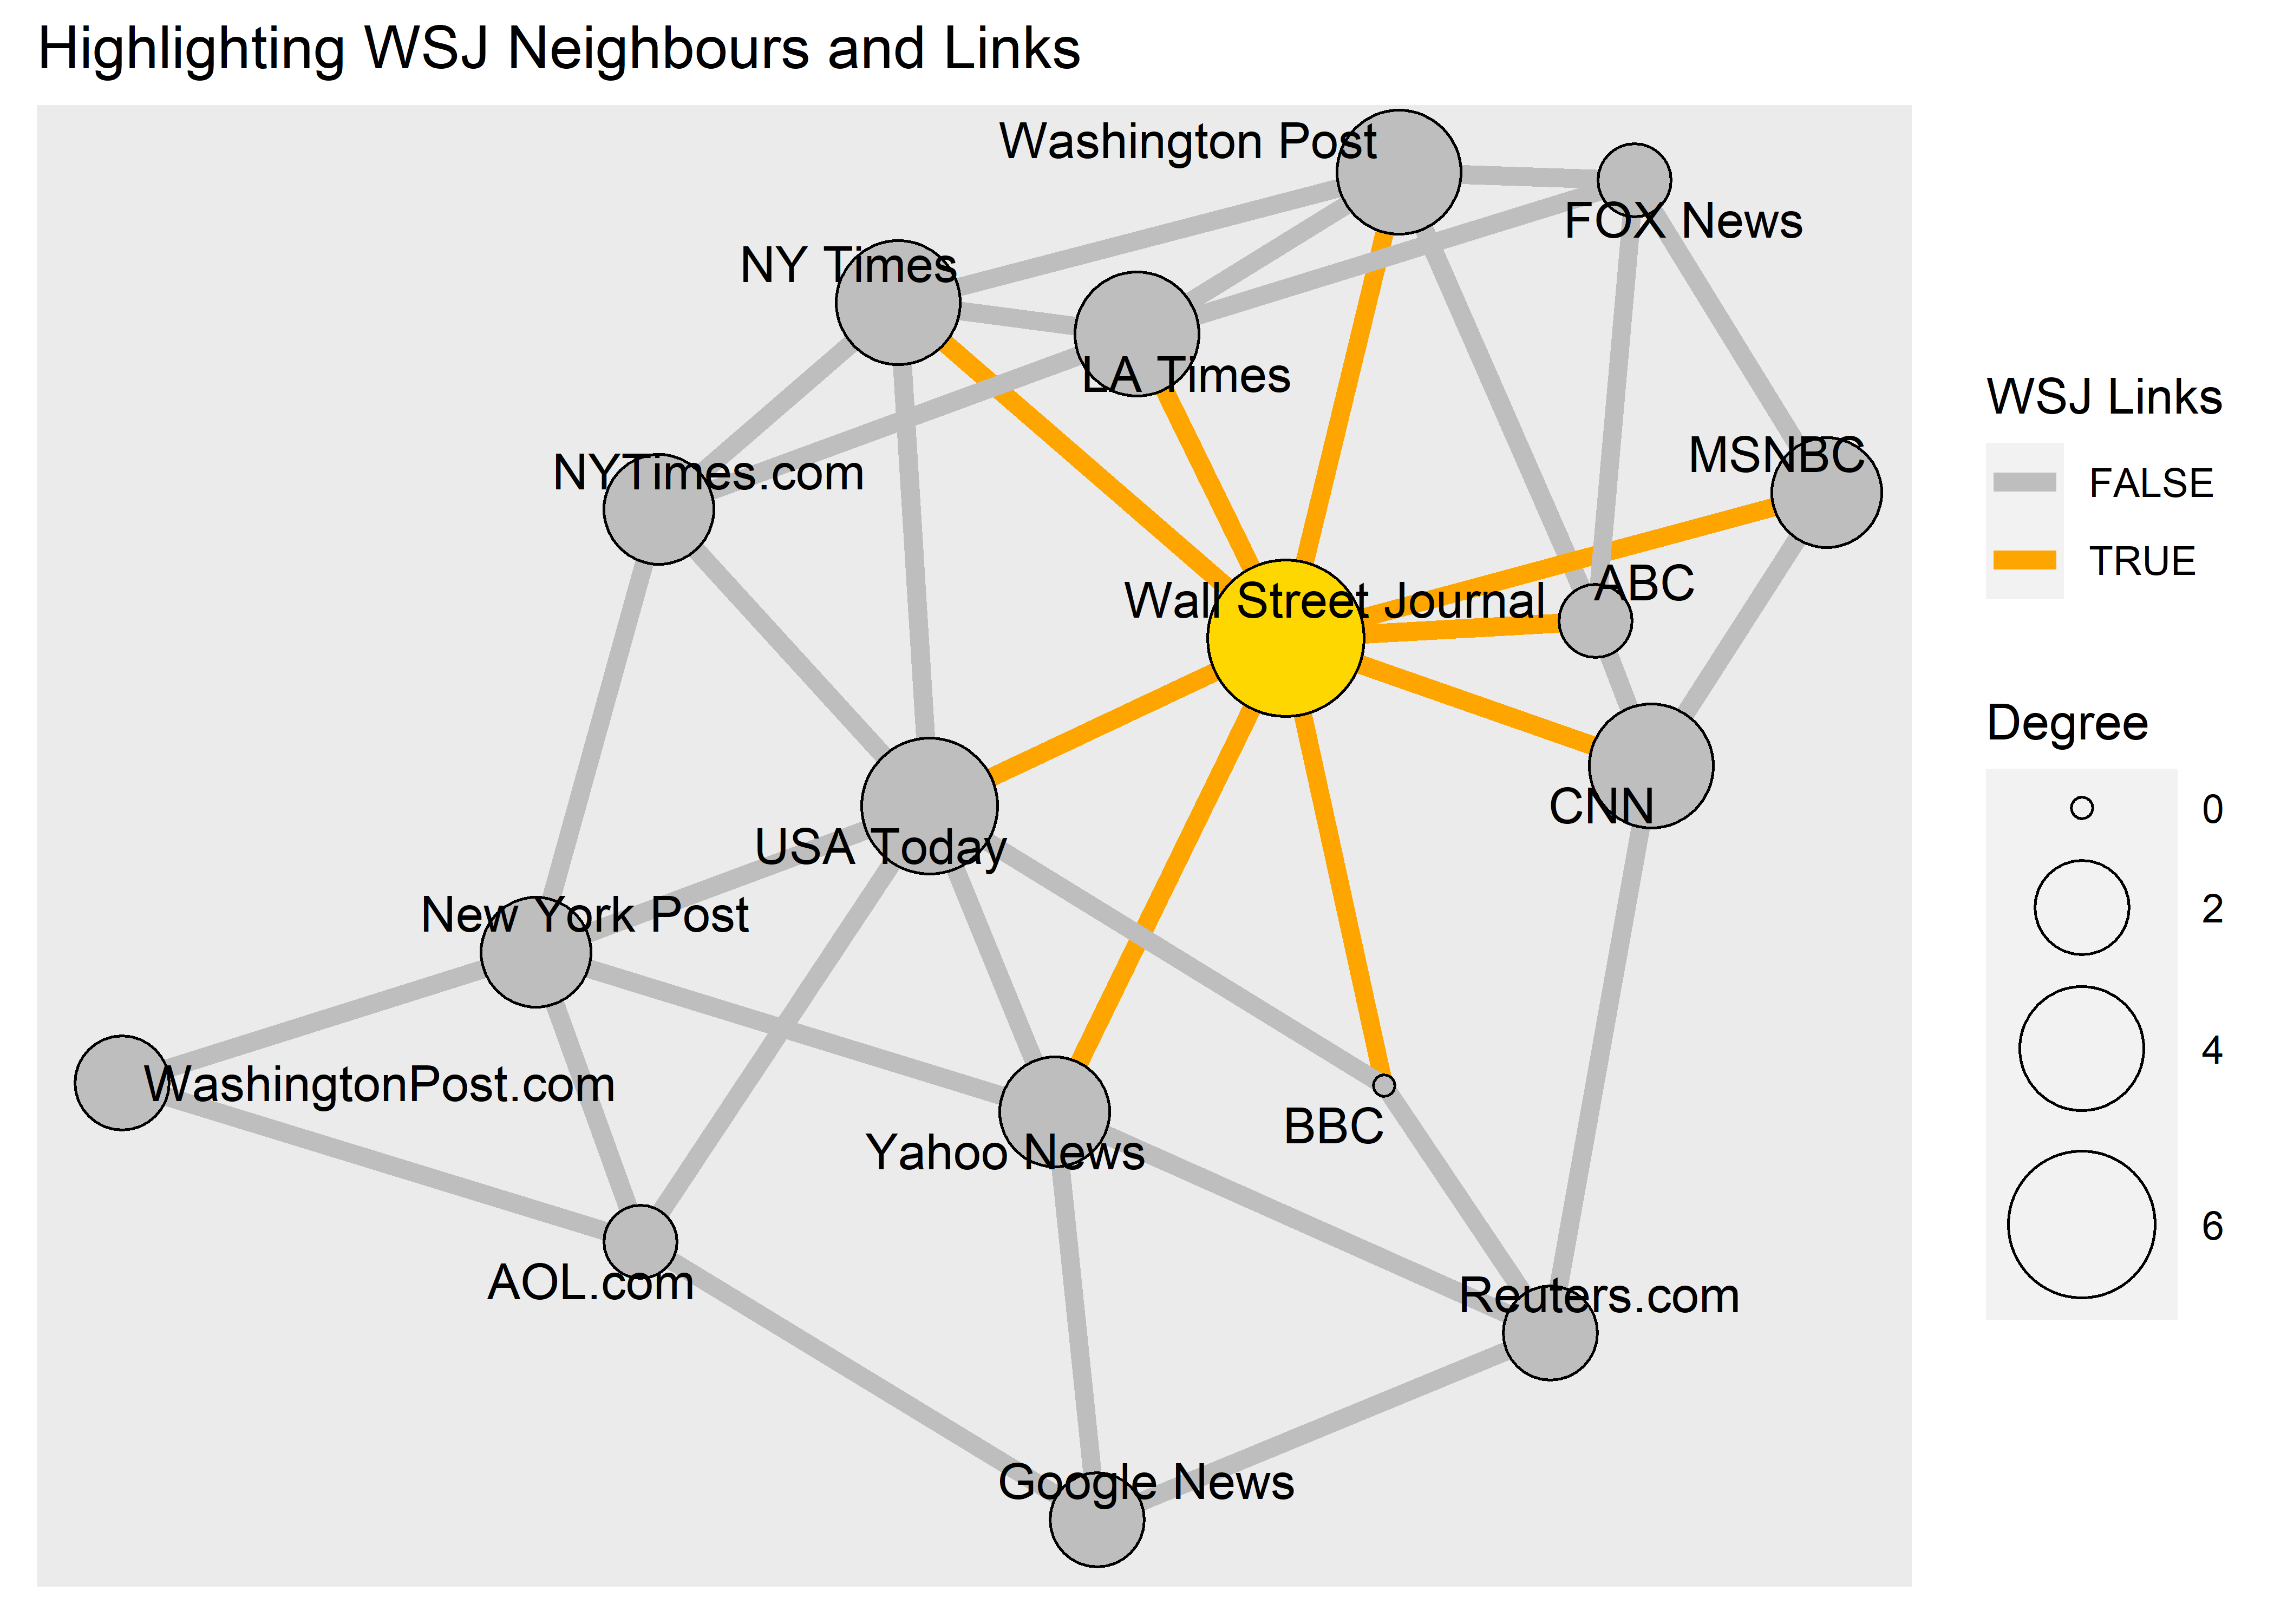 Highlighting WSJ Neighbours and Links
Washington Post
FOX News
NY Times
LA Times
MSNBC
NYTimes.com
ABC
Wall Street Journal
CNN
USA Today
New York Post
WashingtonPost.com
BBC
Yahoo News
AOL.com
Reuters.com
Google News
WSJ Links
FALSE
TRUE
Degree
0
2
4
6